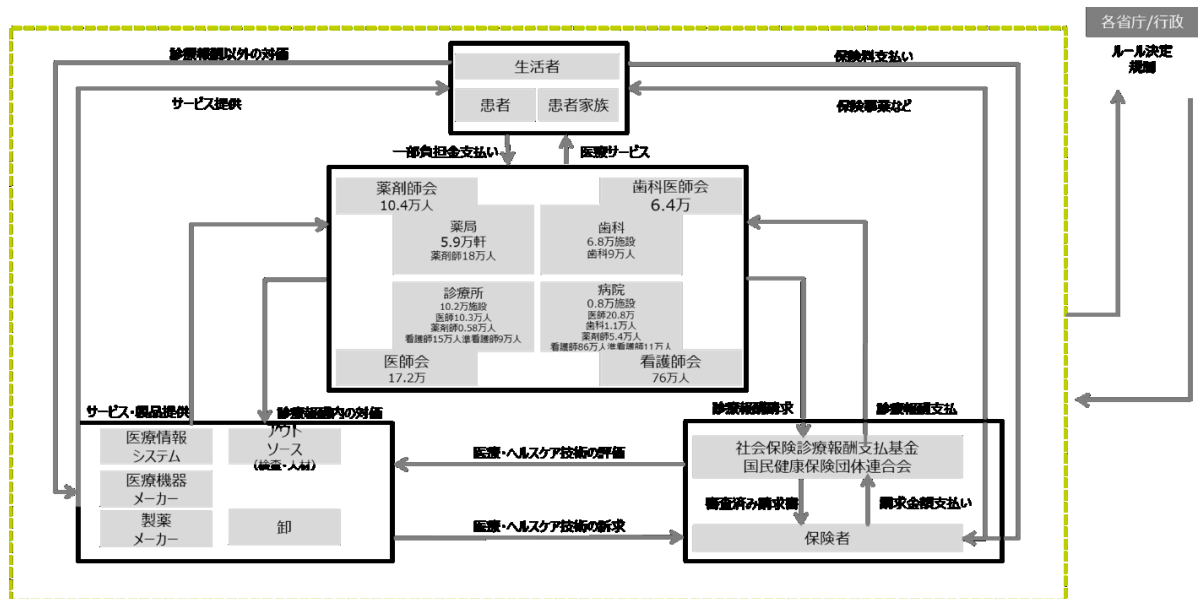 各省庁/行政
ルール決定
規制
診療報酬以外の対価
サービス提供
生活者
患者
患者家族
保険料支払い
保険事業など
一部負担金支払い
医療サービス
薬剤師会
10.4万人
歯科医師会
6.4万
薬局
5.9万軒
薬剤師18万人
歯科
6.8万施設
歯科9万人
診療所
10.2万施設
医師10.3万人
薬剤師0.58万人
看護師15万人准看護師9万人
病院
0.8万施設
医師20.8万
歯科1.1万人
薬剤師5.4万人
看護師86万人准看護師11万人
医師会
17.2万
看護師会
76万人
サービス・製品提供
診療報酬内の対価
診療報酬請求
診療報酬支払
医療情報
システム
アウト
ソース
(検査・人材)
医療機器
メーカー
製薬
メーカー
卸
医療・ヘルスケア技術の評価
医療・ヘルスケア技術の訴求
社会保険診療報酬支払基金
国民健康保険団体連合会
審査済み請求書
請求金額支払い
保険者